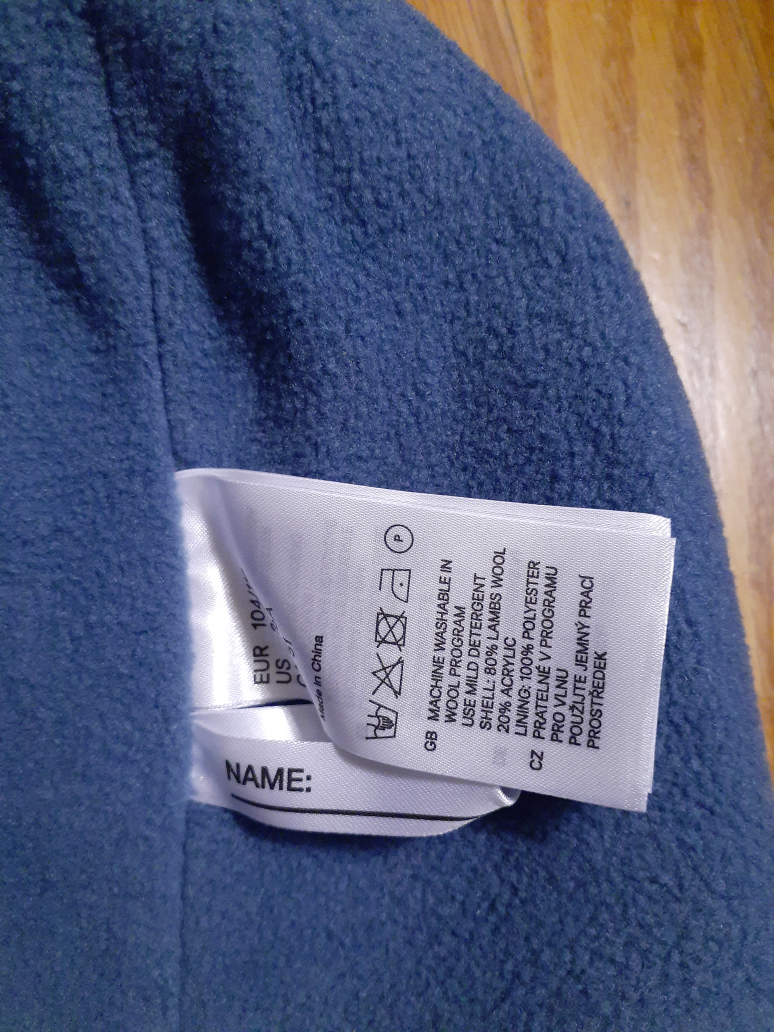 P
GB MACHINE WASHABLE IN
WOOL PROGRAM
USE MILD DETERGENT
SHELL: 80% LAMBS WOOL
20% ACRYLIC
LINING: 100% POLYESTER
CZ PRATELNÉ V PROGRAMU
PRO VLNU
POUŽIJTE JEMNÝ PRACÍ
PROSTŘEDEK
EUR 104/
US
Made in China
NAME: